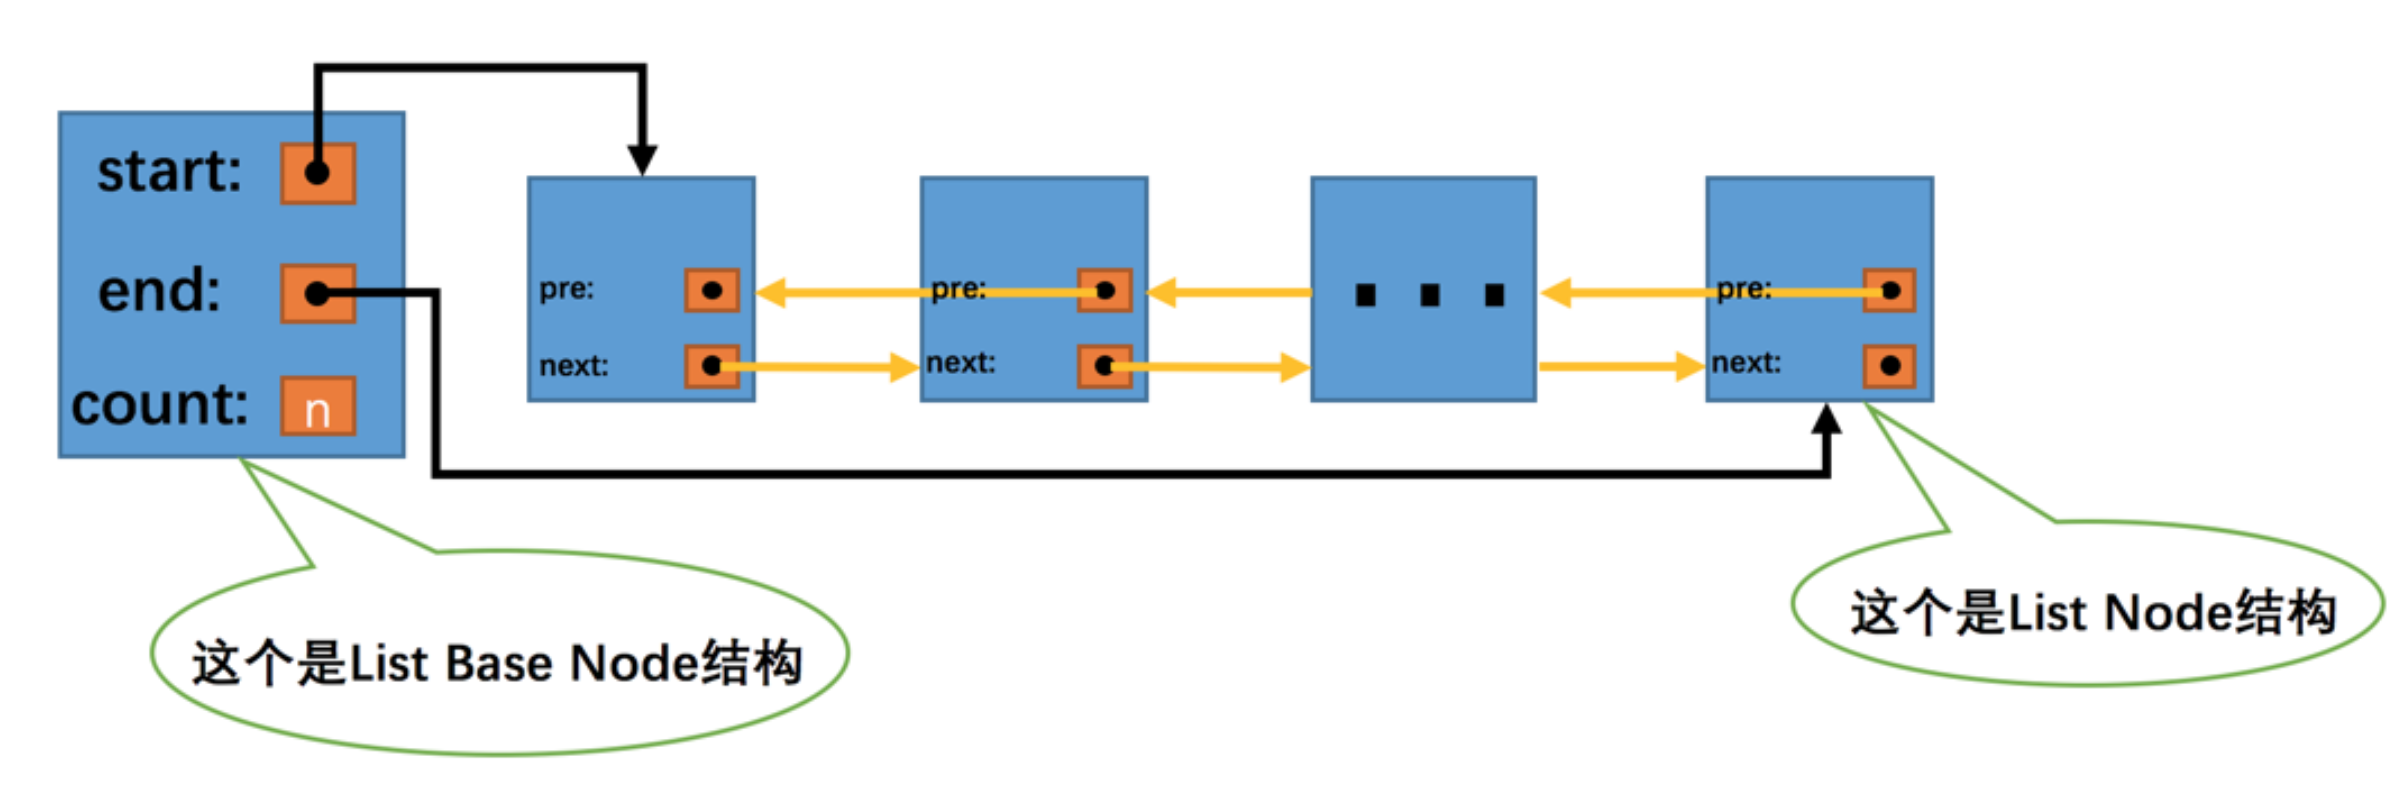 start:
end:
count: n
pre:
next:
pre:
next:
pre:
next:
这个是List Base Node结构
这个是List Node结构